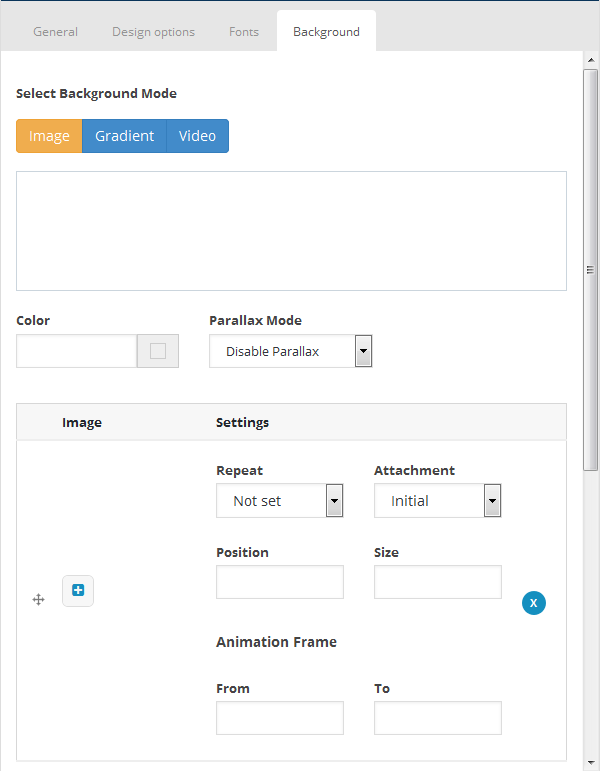 General Design options Fonts Background
Select Background Mode
Image Gradient Video
Color Parallax Mode
Disable Parallax
Image Settings
Repeat Attachment
Not set Initial
Position Size
X
Animation Frame
From To